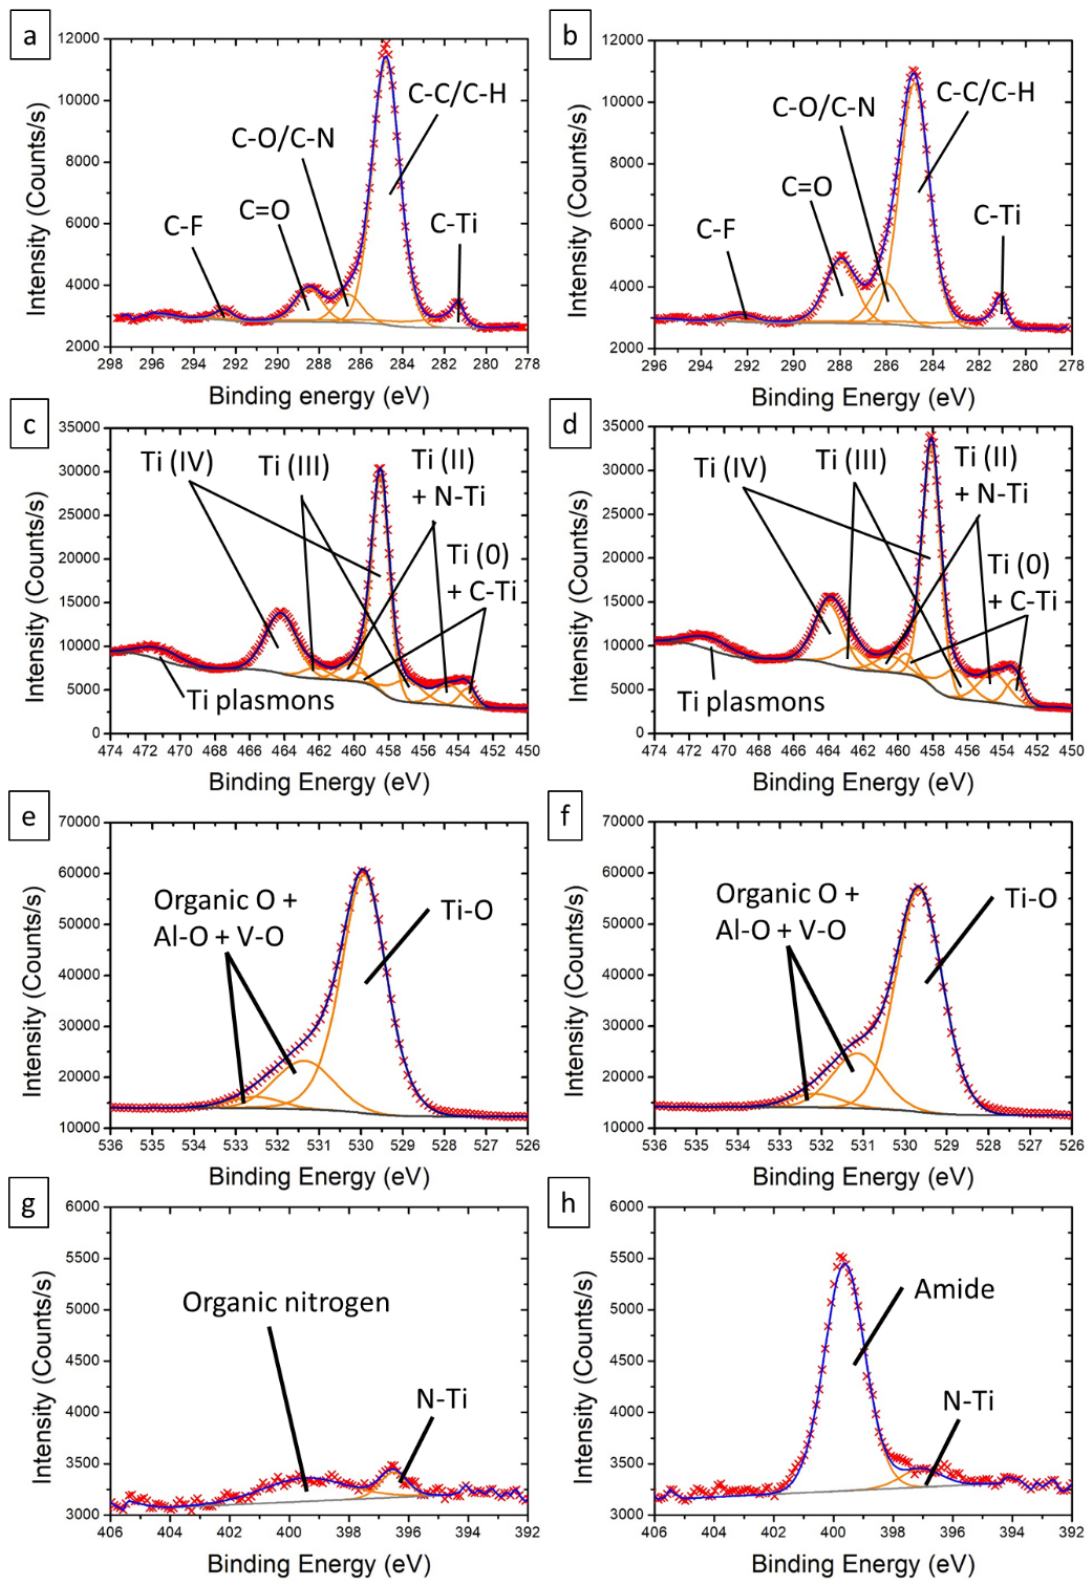 a
12000
10000
8000
6000
4000
2000
Intensity (Counts/s)
C-C/C-H
C-O/C-N
C=O
C-F
C-Ti
298 296 294 292 290 288 286 284 282 280 278
Binding energy (eV)
b
12000
10000
8000
6000
4000
2000
Intensity (Counts/s)
C-C/C-H
C-O/C-N
C=O
C-F
C-Ti
296 294 292 290 288 286 284 282 280 278
Binding Energy (eV)
c
35000
30000
25000
20000
15000
10000
5000
0
Intensity (Counts/s)
Ti (IV)
Ti (III)
Ti (II)
+ N-Ti
Ti (0)
+ C-Ti
Ti plasmons
474 472 470 468 466 464 462 460 458 456 454 452 450
Binding Energy (eV)
d
35000
30000
25000
20000
15000
10000
5000
0
Intensity (Counts/s)
Ti (IV)
Ti (III)
Ti (II)
+ N-Ti
Ti (0)
+ C-Ti
Ti plasmons
474 472 470 468 466 464 462 460 458 456 454 452 450
Binding Energy (eV)
e
70000
60000
50000
40000
30000
20000
10000
Intensity (Counts/s)
Organic O +
Al-O + V-O
Ti-O
536 535 534 533 532 531 530 529 528 527 526
Binding Energy (eV)
f
70000
60000
50000
40000
30000
20000
10000
Intensity (Counts/s)
Organic O +
Al-O + V-O
Ti-O
536 535 534 533 532 531 530 529 528 527 526
Binding Energy (eV)
g
6000
5500
5000
4500
4000
3500
3000
Intensity (Counts/s)
Organic nitrogen
N-Ti
406 404 402 400 398 396 394 392
Binding Energy (eV)
h
6000
5500
5000
4500
4000
3500
3000
Intensity (Counts/s)
Amide
N-Ti
406 404 402 400 398 396 394 392
Binding Energy (eV)